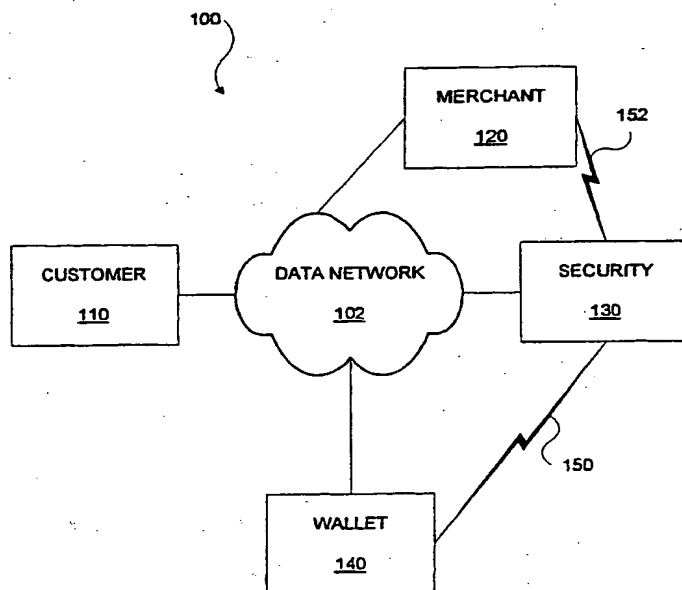 100
MERCHANT
120
152
CUSTOMER
110
DATA NETWORK
102
SECURITY
130
150
WALLET
140